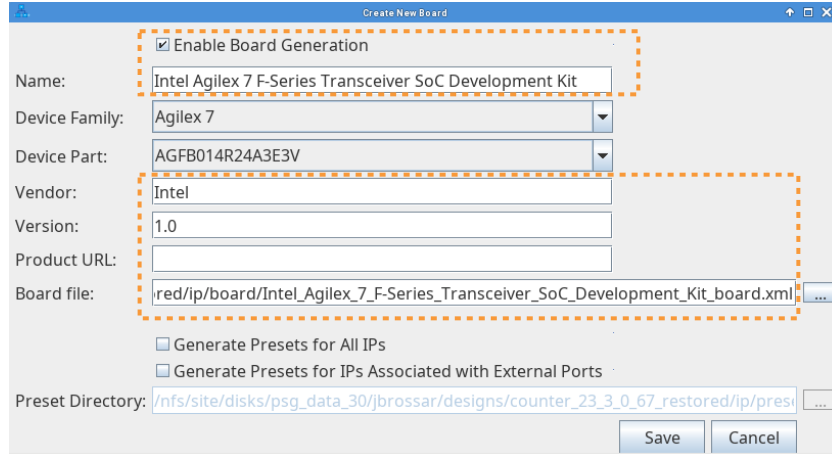 Create New Board
Enable Board Generation
Name: Intel Agilex 7 F-Series Transceiver SoC Development Kit
Device Family: Agilex 7
Device Part: AGFB014R24A3E3V
Vendor: Intel
Version: 1.0
Product URL:
Board file: red/ip/board/Intel_Agilex_7_F-Series_Transceiver_SoC_Development_Kit_board.xml ...
Generate Presets for All IPs
Generate Presets for IPs Associated with External Ports
Preset Directory: /nfs/site/disks/psg_data_30/jbrossar/designs/counter_23_3_0_67_restored/ip/prese ...
Save Cancel